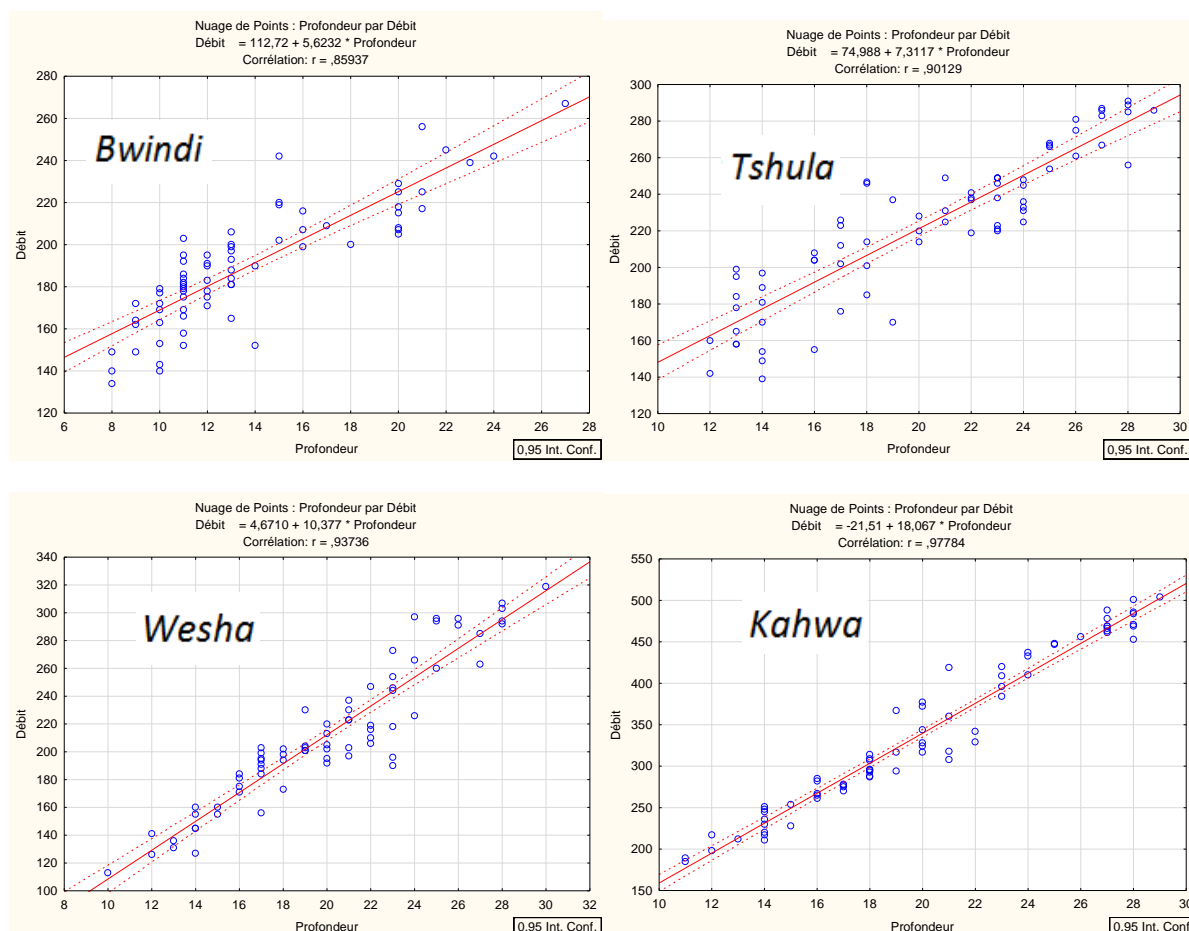 Nuage de Points : Profondeur par Débit
Débit = 112,72 + 5,6232 * Profondeur
Corrélation: r = ,85937
280
260
240
220
200
180
160
140
120
Débit
Bwindi
6 8 10 12 14 16 18 20 22 24 26 28
Profondeur
0,95 Int. Conf.
Nuage de Points : Profondeur par Débit
Débit = 74,988 + 7,3117 * Profondeur
Corrélation: r = ,90129
300
280
260
240
220
200
180
160
140
120
Débit
Tshula
10 12 14 16 18 20 22 24 26 28 30
Profondeur
0,95 Int. Conf.
Nuage de Points : Profondeur par Débit
Débit = 4,6710 + 10,377 * Profondeur
Corrélation: r = ,93736
340
320
300
280
260
240
220
200
180
160
140
120
100
Débit
Wesha
8 10 12 14 16 18 20 22 24 26 28 30 32
Profondeur
0,95 Int. Conf.
Nuage de Points : Profondeur par Débit
Débit = -21,51 + 18,067 * Profondeur
Corrélation: r = ,97784
550
500
450
400
350
300
250
200
150
Débit
Kahwa
10 12 14 16 18 20 22 24 26 28 30
Profondeur
0,95 Int. Conf.